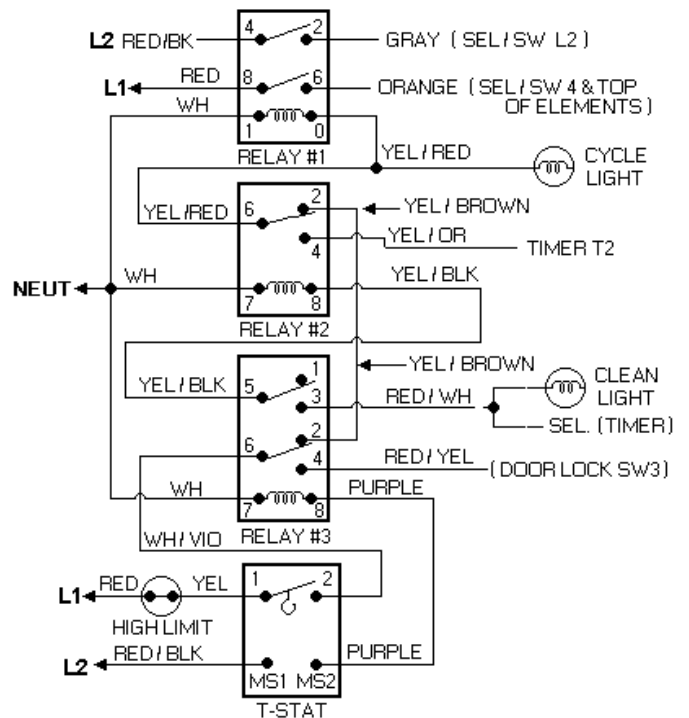 4 2
L2 RED/BK GRAY (SEL/SW L2)
8 6
L1 RED ORANGE (SEL/SW 4 & TOP
OF ELEMENTS)
WH
1 0
RELAY #1
YEL/RED
CYCLE
LIGHT
2
6
YEL/RED
YEL/BROWN
4
YEL/OR
TIMER T2
NEUT
WH
YEL/BLK
7 8
RELAY #2
YEL/BROWN
1
YEL/BLK 5
3
RED/WH
CLEAN
LIGHT
SEL. (TIMER)
2
6
4
RED/YEL
(DOOR LOCK SW3)
WH
PURPLE
7 8
RELAY #3
WH/VIO
1 2
L1 RED YEL
HIGH LIMIT
L2 RED/BLK
PURPLE
MS1 MS2
T-STAT